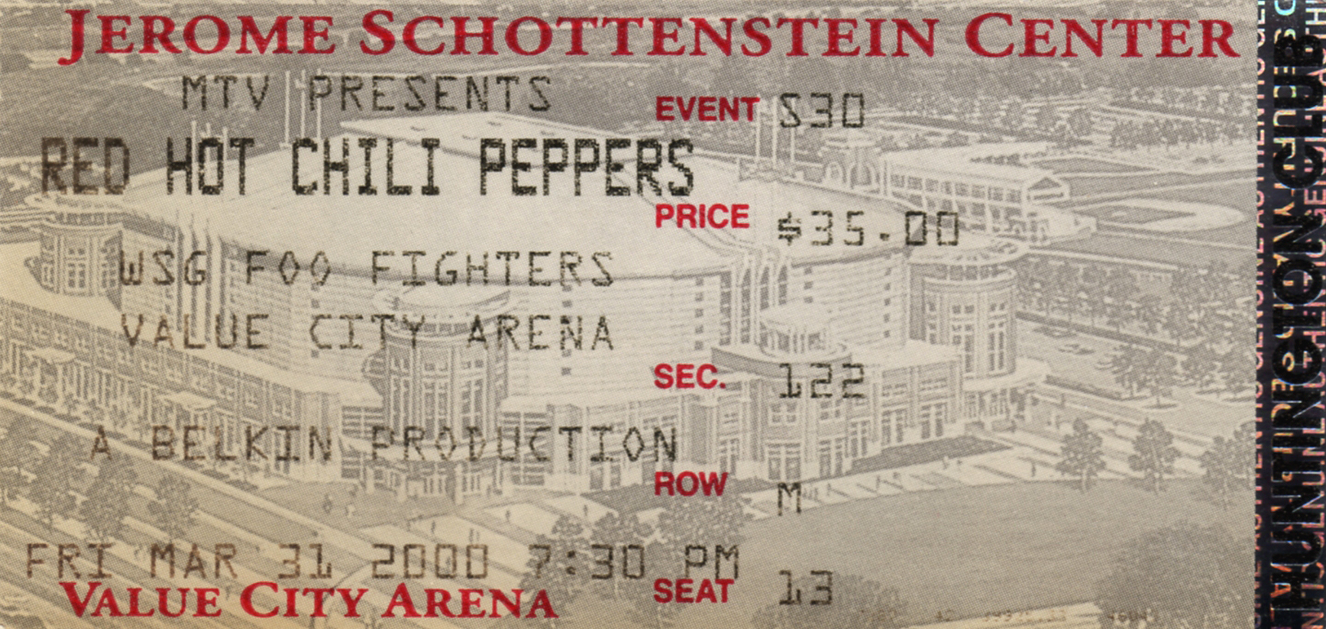 JEROME SCHOTTENSTEIN CENTER
MTV PRESENTS
EVENT S30
RED HOT CHILI PEPPERS
PRICE $35.00
WSG FOO FIGHTERS
VALUE CITY ARENA
SEC. 122
A BELKIN PRODUCTION
ROW M
FRI MAR 31 2000 7:30 PM
SEAT 13
VALUE CITY ARENA
HUNTINGTON